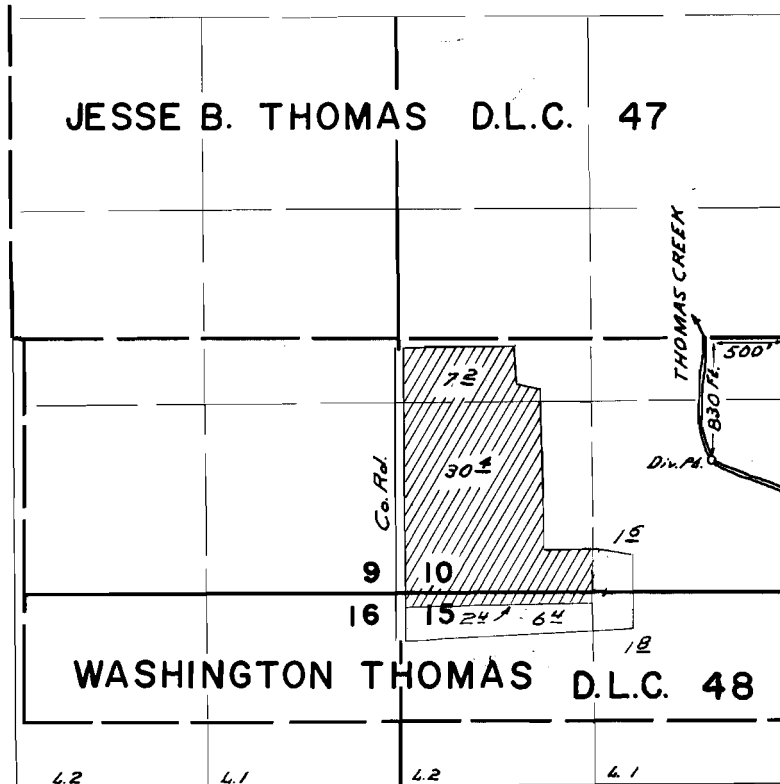 JESSE B. THOMAS D.L.C. 47
THOMAS CREEK
500'
830 Ft.
Div. Pt.
7 2
30 4
Co. Rd.
1 5
9 10
16 15
2 4 6 4
1 8
WASHINGTON THOMAS D.L.C. 48
4.2 4.1 4.2 4.1